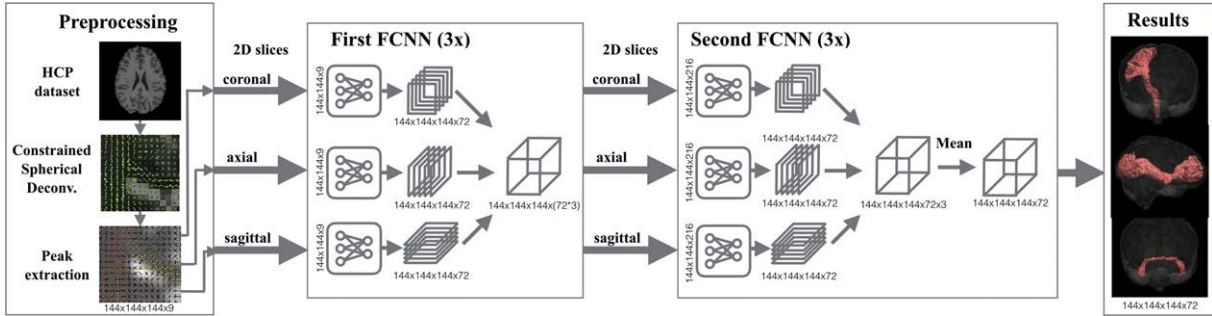 Preprocessing
HCP
dataset
Constrained
Spherical
Deconv.
Peak
extraction
144x144x144x9
2D slices
coronal
axial
sagittal
First FCNN (3x)
144x144x9
144x144x144x72
144x144x9
144x144x144x72
144x144x9
144x144x144x72
144x144x144x(72*3)
2D slices
coronal
axial
sagittal
Second FCNN (3x)
144x144x216
144x144x144x72
144x144x216
144x144x144x72
144x144x216
144x144x144x72
144x144x144x72x3
Mean
144x144x144x72
Results
144x144x144x72